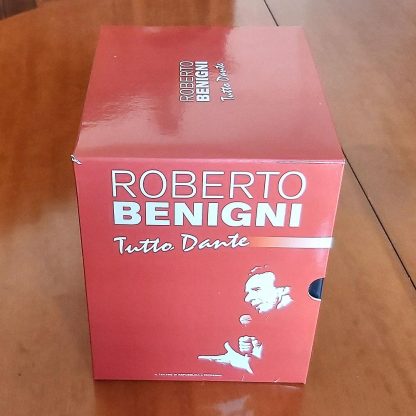 ROBERTO
BENIGNI
Tutto Dante
ROBERTO
BENIGNI
Tutto Dante